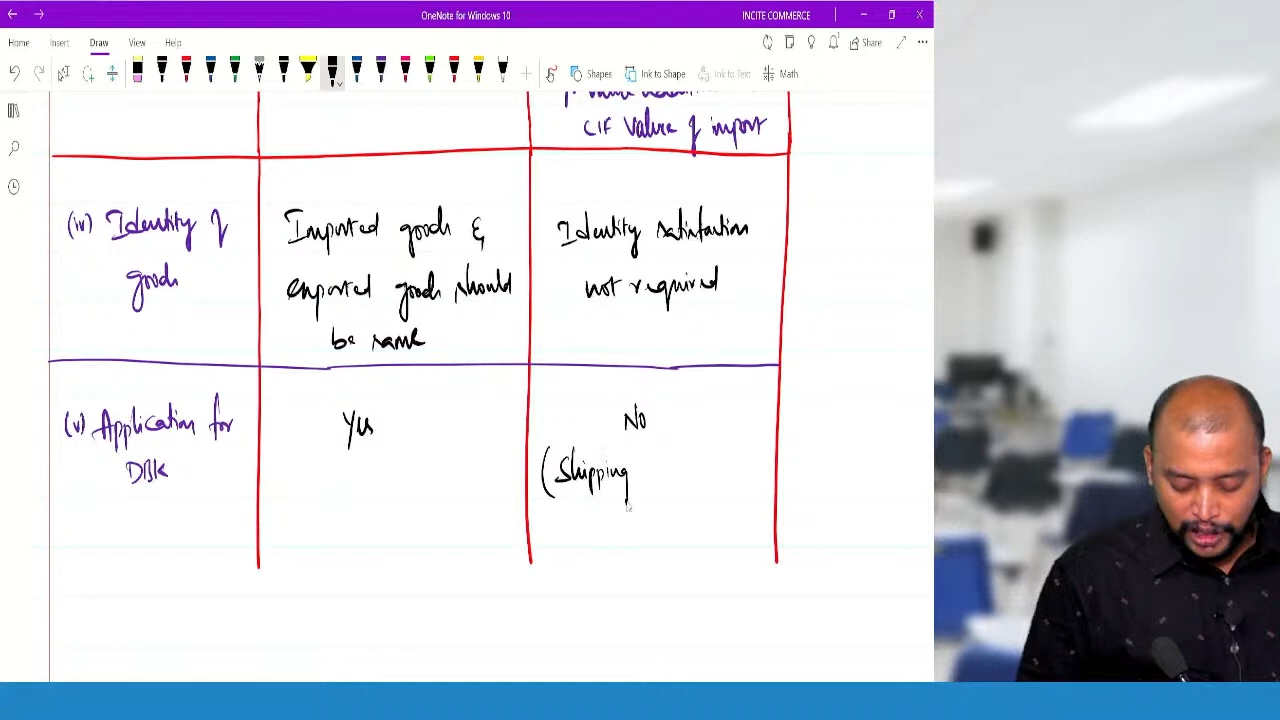 OneNote for Windows 10
INCITE COMMERCE
Home Insert Draw View Help
Share
Shapes Ink to Shape Ink to Text Math
CIF Value of import
(iv) Identity of
goods
Imported goods &
exported goods should
be same
Identity satisfaction
not required
(v) Application for
DBK
Yes
No
(Shipping